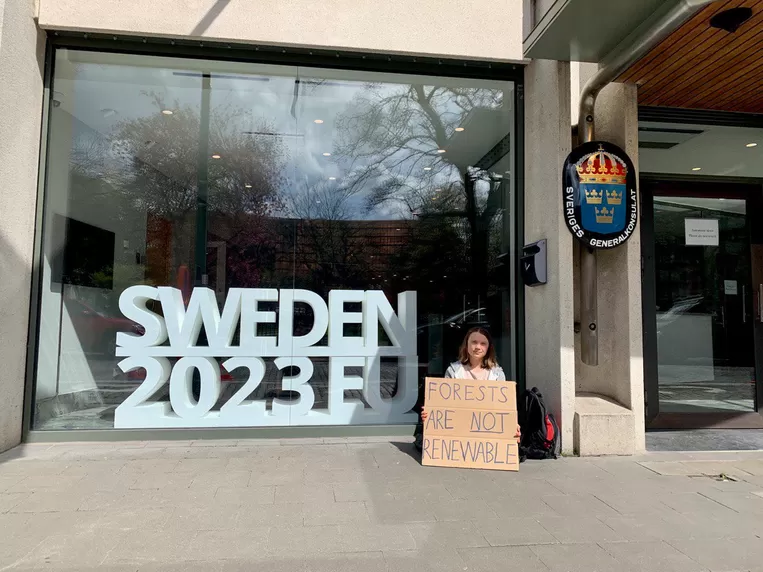 SWEDEN
2023 EU
SVERIGES GENERALKONSULAT
FORESTS
ARE NOT
RENEWABLE